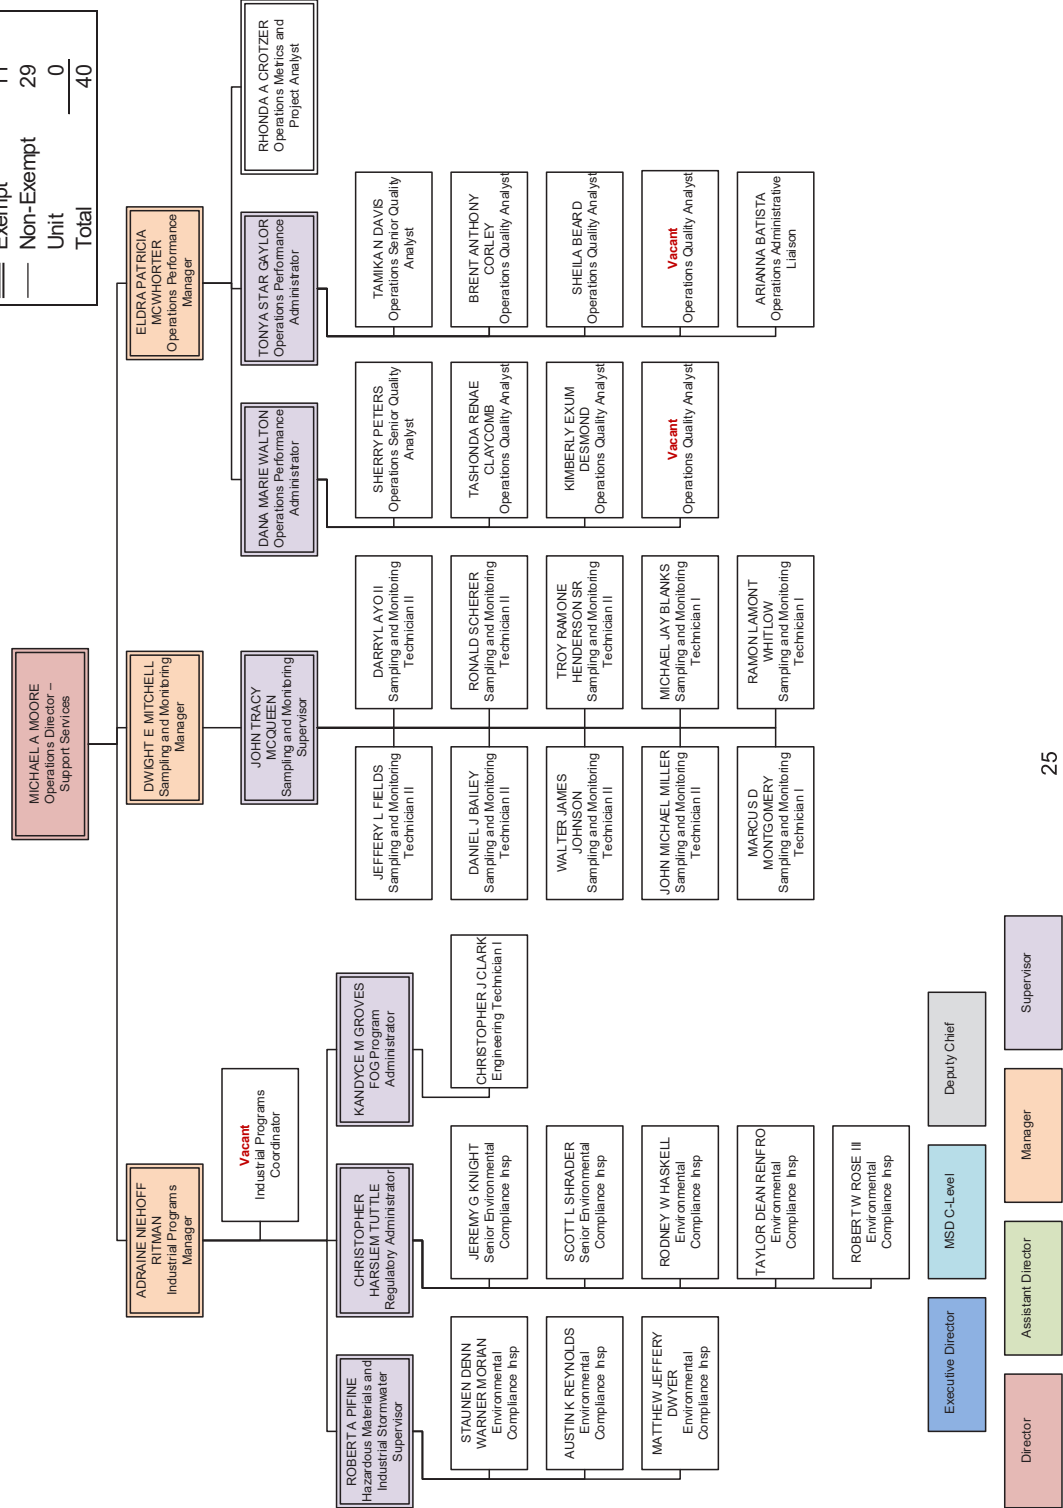 Exempt 11
Non-Exempt 29
Unit 0
Total 40
MICHAEL A MOORE
Operations Director –
Support Services
ADRAINE NIEHOFF
RITMAN
Industrial Programs
Manager
DWIGHT E MITCHELL
Sampling and Monitoring
Manager
ELDRA PATRICIA
MCWHORTER
Operations Performance
Manager
Vacant
Industrial Programs
Coordinator
ROBERT A PIFINE
Hazardous Materials and
Industrial Stormwater
Supervisor
CHRISTOPHER
HARSLEM TUTTLE
Regulatory Administrator
KANDYCE M GROVES
FOG Program
Administrator
JOHN TRACY
MCQUEEN
Sampling and Monitoring
Supervisor
DANA MARIE WALTON
Operations Performance
Administrator
TONYA STAR GAYLOR
Operations Performance
Administrator
RHONDA A CROTZER
Operations Metrics and
Project Analyst
STAUNEN DENN
WARNER MORIAN
Environmental
Compliance Insp
AUSTIN K REYNOLDS
Environmental
Compliance Insp
MATTHEW JEFFERY
DWYER
Environmental
Compliance Insp
JEREMY G KNIGHT
Senior Environmental
Compliance Insp
SCOTT L SHRADER
Senior Environmental
Compliance Insp
RODNEY W HASKELL
Environmental
Compliance Insp
TAYLOR DEAN RENFRO
Environmental
Compliance Insp
ROBERT W ROSE III
Environmental
Compliance Insp
CHRISTOPHER J CLARK
Engineering Technician I
JEFFERY L FIELDS
Sampling and Monitoring
Technician II
DANIEL J BAILEY
Sampling and Monitoring
Technician II
WALTER JAMES
JOHNSON
Sampling and Monitoring
Technician II
JOHN MICHAEL MILLER
Sampling and Monitoring
Technician I
MARCUS D
MONTGOMERY
Sampling and Monitoring
Technician I
DARRYL AYO II
Sampling and Monitoring
Technician II
RONALD SCHERER
Sampling and Monitoring
Technician II
TROY RAMONE
HENDERSON SR
Sampling and Monitoring
Technician II
MICHAEL JAY BLANKS
Sampling and Monitoring
Technician I
RAMON LAMONT
WHITLOW
Sampling and Monitoring
Technician I
SHERRY PETERS
Operations Senior Quality
Analyst
TASHONDA RENAE
CLAYCOMB
Operations Quality Analyst
KIMBERLY EXUM
DESMOND
Operations Quality Analyst
Vacant
Operations Quality Analyst
TAMIKA N DAVIS
Operations Senior Quality
Analyst
BRENT ANTHONY
CORLEY
Operations Quality Analyst
SHEILA BEARD
Operations Quality Analyst
Vacant
Operations Quality Analyst
ARIANNA BATISTA
Operations Administrative
Liaison
Executive Director
MSD C-Level
Deputy Chief
Director
Assistant Director
Manager
Supervisor
25